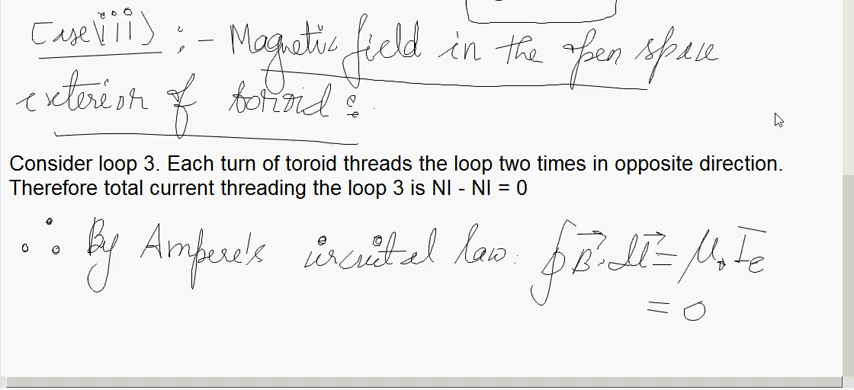 Case(iii) :- Magnetic field in the open space
exterior of toroid :
Consider loop 3. Each turn of toroid threads the loop two times in opposite direction.
Therefore total current threading the loop 3 is NI - NI = 0
∴ By Ampere's circuital law. ∮B⃗.dl⃗ = μ₀Ie
= 0